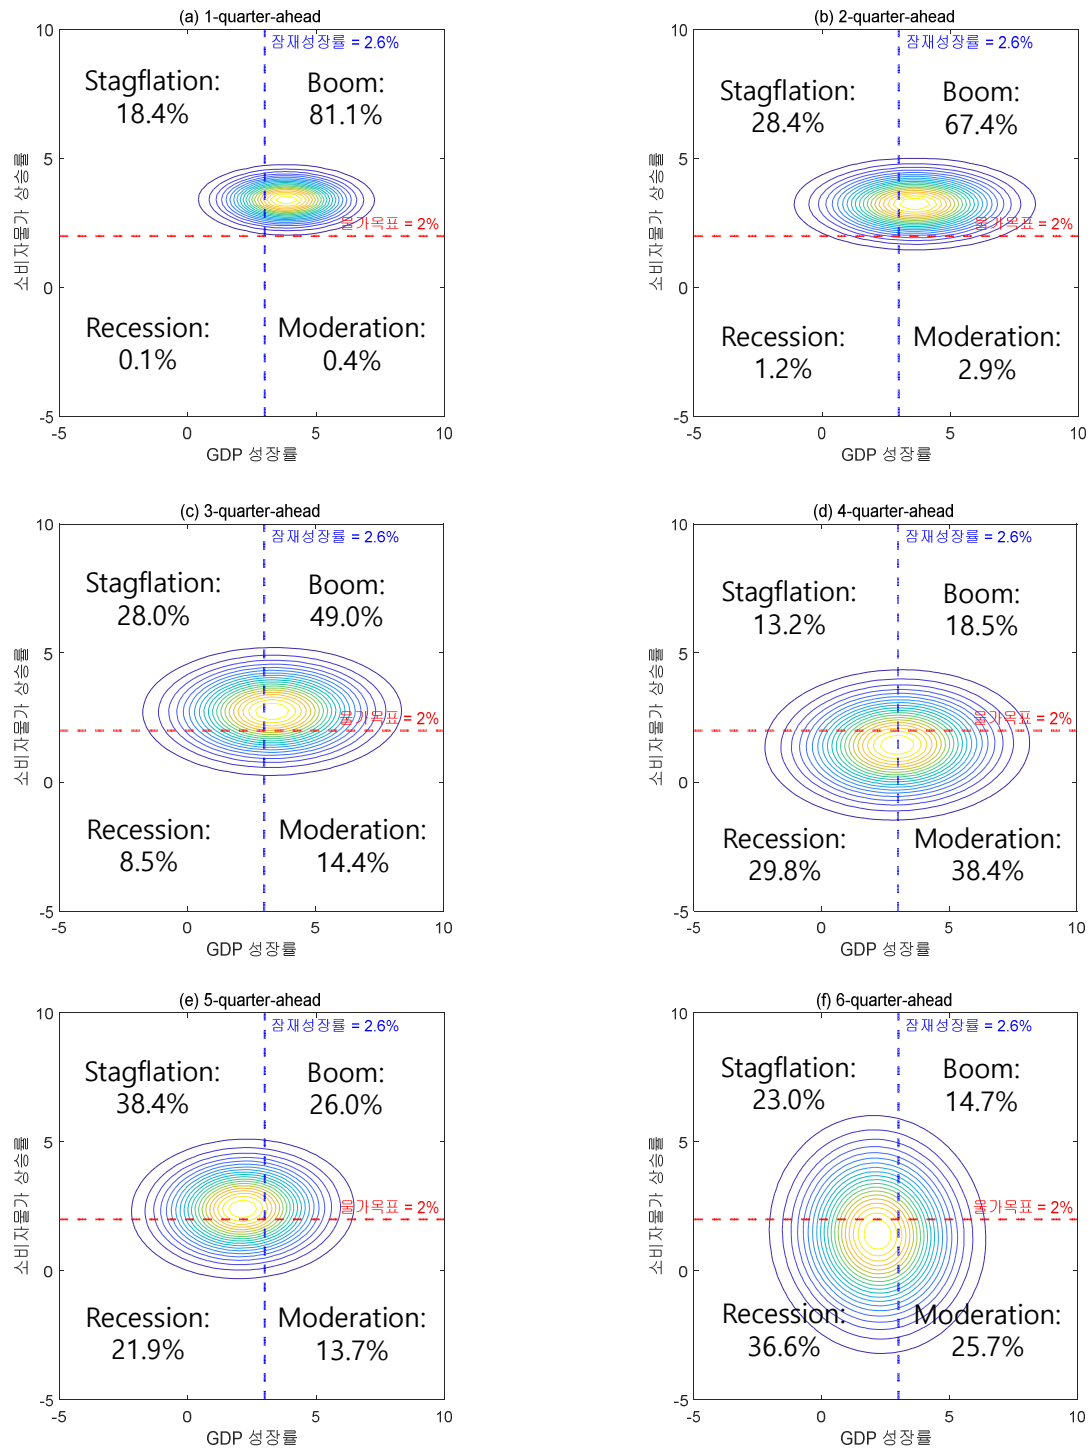 (a) 1-quarter-ahead
잠재성장률 = 2.6%
Stagflation:
18.4%
Boom:
81.1%
물가목표 = 2%
Recession:
0.1%
Moderation:
0.4%
소비자물가 상승률
10
5
0
-5
-5 0 5 10
GDP 성장률
(b) 2-quarter-ahead
잠재성장률 = 2.6%
Stagflation:
28.4%
Boom:
67.4%
물가목표 = 2%
Recession:
1.2%
Moderation:
2.9%
소비자물가 상승률
10
5
0
-5
-5 0 5 10
GDP 성장률
(c) 3-quarter-ahead
잠재성장률 = 2.6%
Stagflation:
28.0%
Boom:
49.0%
물가목표 = 2%
Recession:
8.5%
Moderation:
14.4%
소비자물가 상승률
10
5
0
-5
-5 0 5 10
GDP 성장률
(d) 4-quarter-ahead
잠재성장률 = 2.6%
Stagflation:
13.2%
Boom:
18.5%
물가목표 = 2%
Recession:
29.8%
Moderation:
38.4%
소비자물가 상승률
10
5
0
-5
-5 0 5 10
GDP 성장률
(e) 5-quarter-ahead
잠재성장률 = 2.6%
Stagflation:
38.4%
Boom:
26.0%
물가목표 = 2%
Recession:
21.9%
Moderation:
13.7%
소비자물가 상승률
10
5
0
-5
-5 0 5 10
GDP 성장률
(f) 6-quarter-ahead
잠재성장률 = 2.6%
Stagflation:
23.0%
Boom:
14.7%
물가목표 = 2%
Recession:
36.6%
Moderation:
25.7%
소비자물가 상승률
10
5
0
-5
-5 0 5 10
GDP 성장률